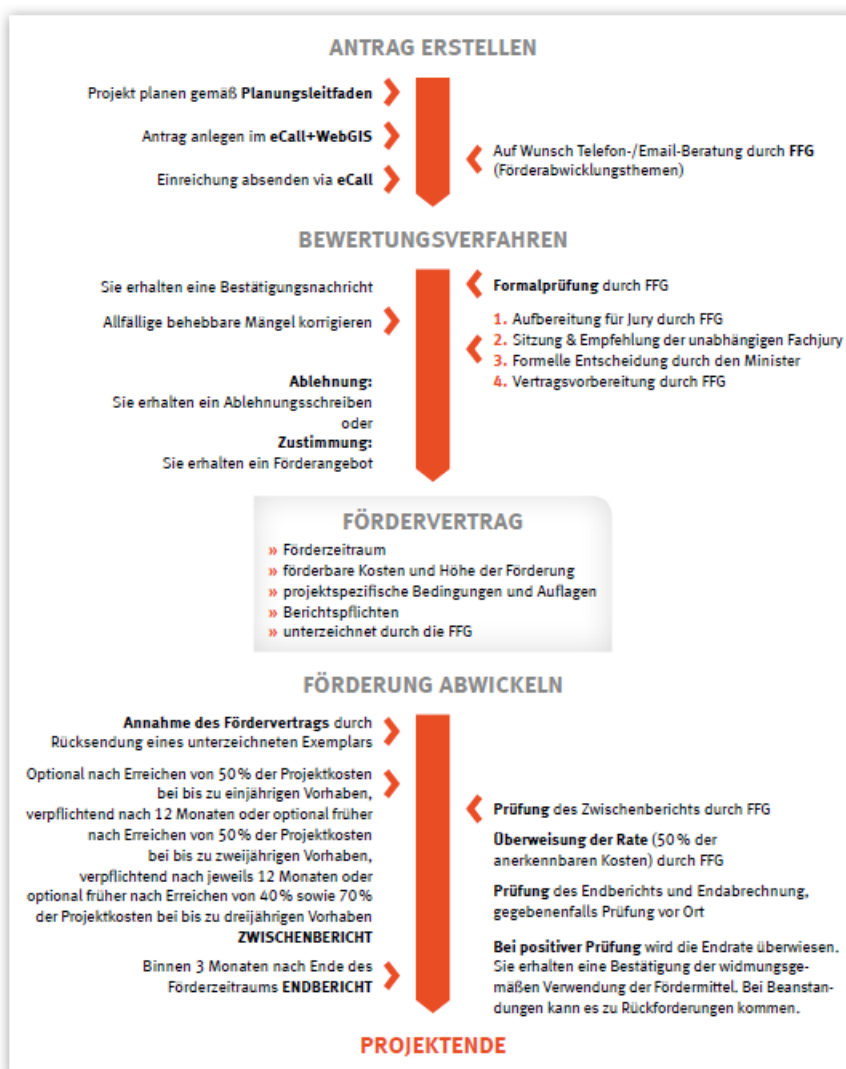 ANTRAG ERSTELLEN
Projekt planen gemäß Planungsleitfaden
Antrag anlegen im eCall+WebGIS
Einreichung absenden via eCall
Auf Wunsch Telefon-/Email-Beratung durch FFG
(Förderabwicklungsthemen)
BEWERTUNGSVERFAHREN
Sie erhalten eine Bestätigungsnachricht
Allfällige behebbare Mängel korrigieren
Ablehnung:
Sie erhalten ein Ablehnungsschreiben
oder
Zustimmung:
Sie erhalten ein Förderangebot
Formalprüfung durch FFG
1. Aufbereitung für Jury durch FFG
2. Sitzung & Empfehlung der unabhängigen Fachjury
3. Formelle Entscheidung durch den Minister
4. Vertragsvorbereitung durch FFG
FÖRDERVERTRAG
» Förderzeitraum
» förderbare Kosten und Höhe der Förderung
» projektspezifische Bedingungen und Auflagen
» Berichtspflichten
» unterzeichnet durch die FFG
FÖRDERUNG ABWICKELN
Annahme des Fördervertrags durch
Rücksendung eines unterzeichneten Exemplars
Optional nach Erreichen von 50% der Projektkosten
bei bis zu einjährigen Vorhaben,
verpflichtend nach 12 Monaten oder optional früher
nach Erreichen von 50% der Projektkosten
bei bis zu zweijährigen Vorhaben,
verpflichtend nach jeweils 12 Monaten oder
optional früher nach Erreichen von 40% sowie 70%
der Projektkosten bei bis zu dreijährigen Vorhaben
ZWISCHENBERICHT
Binnen 3 Monaten nach Ende des
Förderzeitraums ENDBERICHT
Prüfung des Zwischenberichts durch FFG
Überweisung der Rate (50% der
anerkennbaren Kosten) durch FFG
Prüfung des Endberichts und Endabrechnung,
gegebenenfalls Prüfung vor Ort
Bei positiver Prüfung wird die Endrate überwiesen.
Sie erhalten eine Bestätigung der widmungsge-
mäßen Verwendung der Fördermittel. Bei Beanstan-
dungen kann es zu Rückforderungen kommen.
PROJEKTENDE